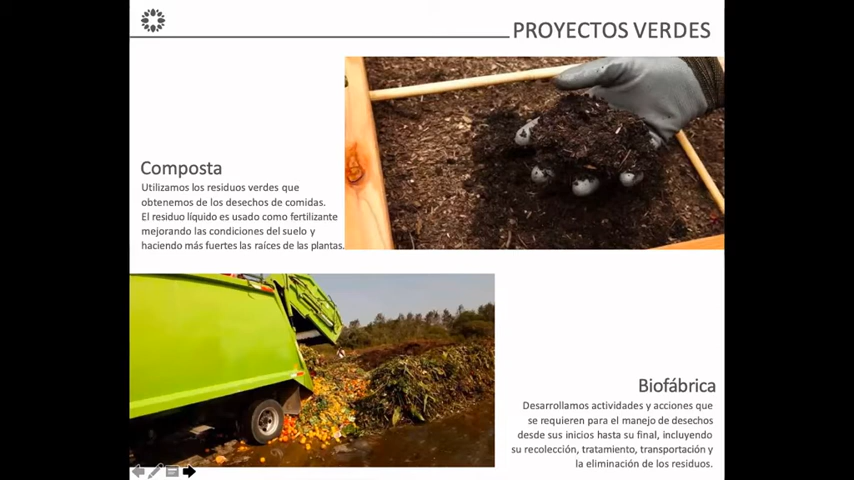 PROYECTOS VERDES
Composta
Utilizamos los residuos verdes que
obtenemos de los desechos de comidas.
El residuo líquido es usado como fertilizante
mejorando las condiciones del suelo y
haciendo más fuertes las raíces de las plantas.
Biofábrica
Desarrollamos actividades y acciones que
se requieren para el manejo de desechos
desde sus inicios hasta su final, incluyendo
su recolección, tratamiento, transportación y
la eliminación de los residuos.